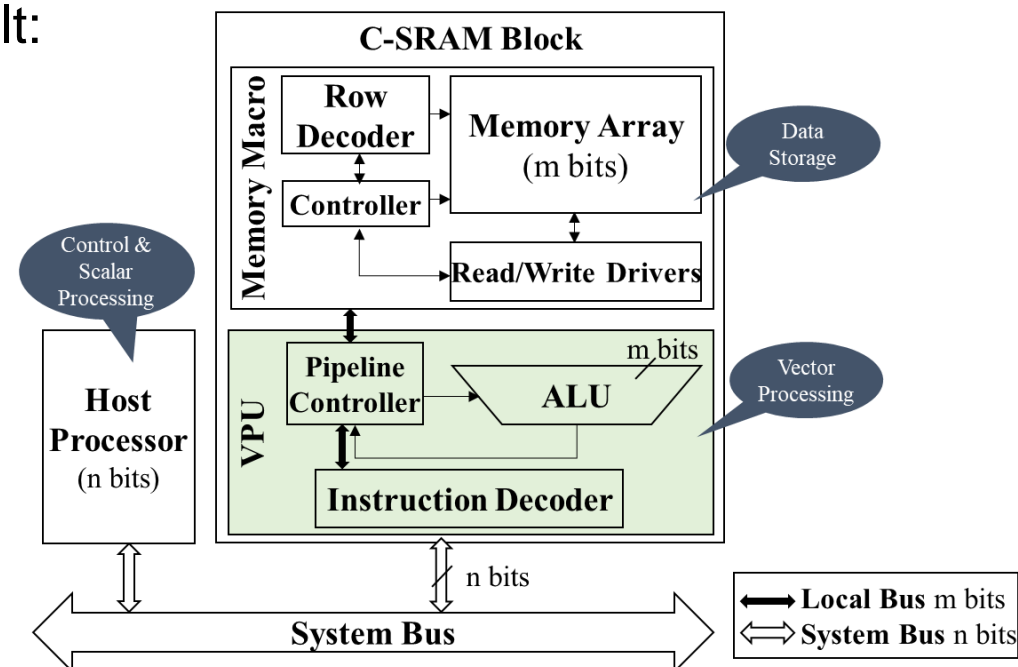 lt:
C-SRAM Block
Memory Macro
Row
Decoder
Controller
Memory Array
(m bits)
Read/Write Drivers
Data
Storage
Control &
Scalar
Processing
Host
Processor
(n bits)
VPU
Pipeline
Controller
m bits
ALU
Instruction Decoder
Vector
Processing
n bits
System Bus
Local Bus m bits
System Bus n bits